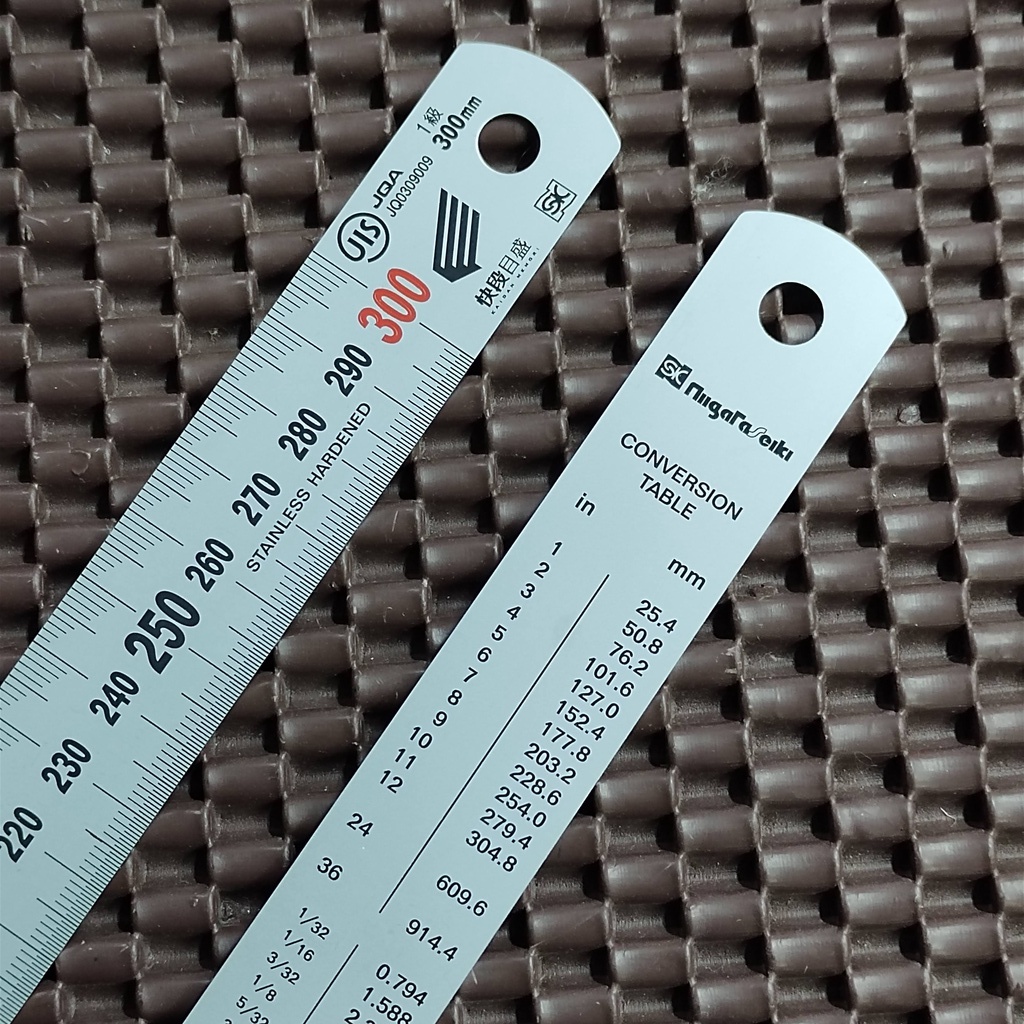 1級
300mm
JQA
JQ0309009
JIS
SK
快段目盛
KAIDAN MEMORI
300
290
280
270
260
250
240
230
220
STAINLESS HARDENED
SK NiigataSeiki
CONVERSION
TABLE
in mm
1 25.4
2 50.8
3 76.2
4 101.6
5 127.0
6 152.4
7 177.8
8 203.2
9 228.6
10 254.0
11 279.4
12 304.8
24 609.6
36 914.4
1/32 0.794
1/16 1.588
3/32
1/8
5/32